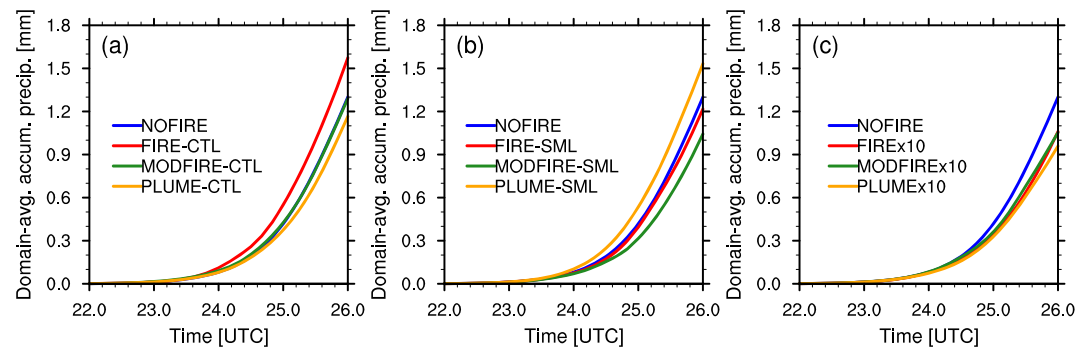 Domain-avg. accum. precip. [mm]
1.8
1.5
1.2
0.9
0.6
0.3
0.0
(a)
NOFIRE
FIRE-CTL
MODFIRE-CTL
PLUME-CTL
22.0 23.0 24.0 25.0 26.0
Time [UTC]
Domain-avg. accum. precip. [mm]
1.8
1.5
1.2
0.9
0.6
0.3
0.0
(b)
NOFIRE
FIRE-SML
MODFIRE-SML
PLUME-SML
22.0 23.0 24.0 25.0 26.0
Time [UTC]
Domain-avg. accum. precip. [mm]
1.8
1.5
1.2
0.9
0.6
0.3
0.0
(c)
NOFIRE
FIREx10
MODFIREx10
PLUMEx10
22.0 23.0 24.0 25.0 26.0
Time [UTC]